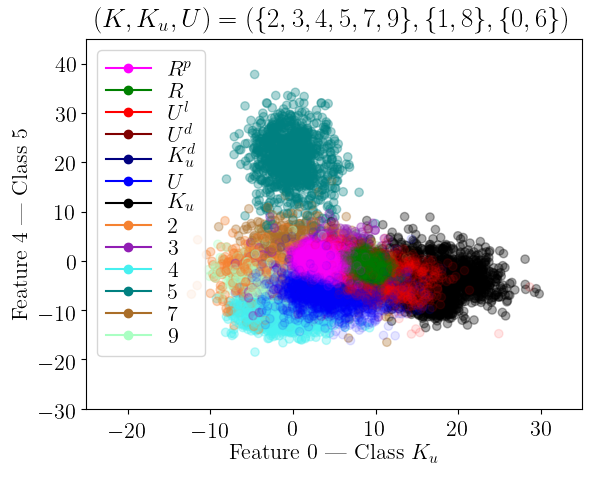 (K, K_u, U) = ({2, 3, 4, 5, 7, 9}, {1, 8}, {0, 6})
Feature 4 — Class 5
40
30
20
10
0
−10
−20
−30
R^p
R
U^l
U^d
K_u^d
U
K_u
2
3
4
5
7
9
−20 −10 0 10 20 30
Feature 0 — Class K_u